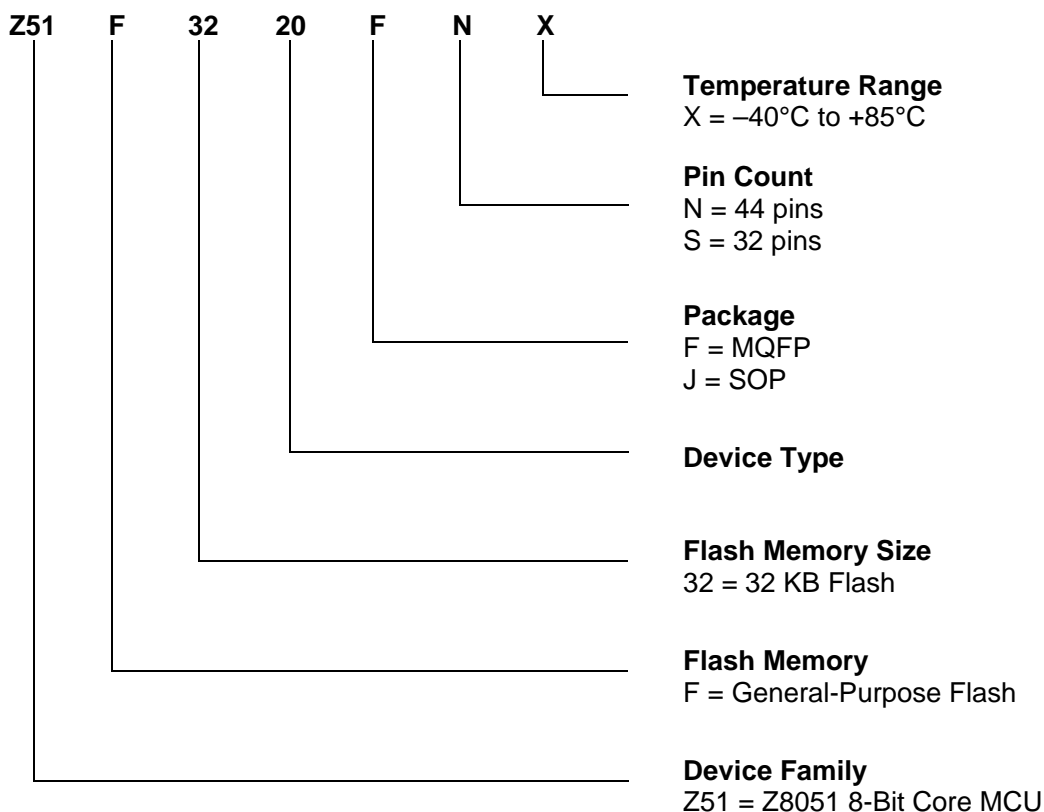 Z51 F 32 20 F N X
Temperature Range
X = –40°C to +85°C
Pin Count
N = 44 pins
S = 32 pins
Package
F = MQFP
J = SOP
Device Type
Flash Memory Size
32 = 32 KB Flash
Flash Memory
F = General-Purpose Flash
Device Family
Z51 = Z8051 8-Bit Core MCU